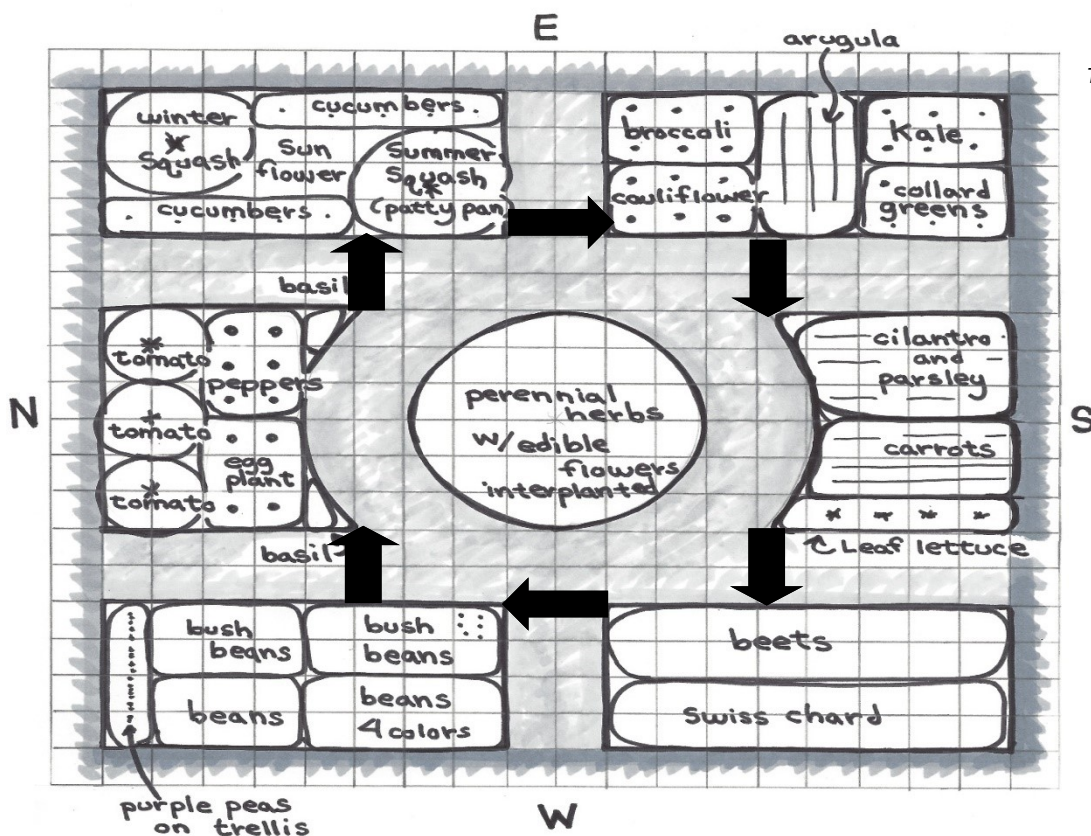 E
arugula
winter
Squash
cucumbers
Sun
flower
Summer
Squash
(patty pan)
cucumbers
broccoli
cauliflower
Kale
collard
greens
basil
tomato
tomato
tomato
peppers
egg
plant
basil
N
perennial
herbs
w/edible
flowers
interplanted
cilantro
and
parsley
carrots
Leaf lettuce
S
bush
beans
bush
beans
beans
beans
4 colors
beets
Swiss chard
purple peas
on trellis
W